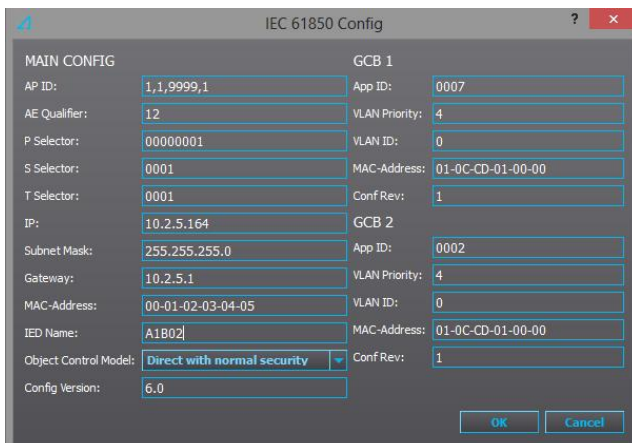 IEC 61850 Config
?
×
MAIN CONFIG
AP ID: 1,1,9999,1
AE Qualifier: 12
P Selector: 00000001
S Selector: 0001
T Selector: 0001
IP: 10.2.5.164
Subnet Mask: 255.255.255.0
Gateway: 10.2.5.1
MAC-Address: 00-01-02-03-04-05
IED Name: A1B02
Object Control Model: Direct with normal security
Config Version: 6.0
GCB 1
App ID: 0007
VLAN Priority: 4
VLAN ID: 0
MAC-Address: 01-0C-CD-01-00-00
Conf Rev: 1
GCB 2
App ID: 0002
VLAN Priority: 4
VLAN ID: 0
MAC-Address: 01-0C-CD-01-00-00
Conf Rev: 1
OK
Cancel